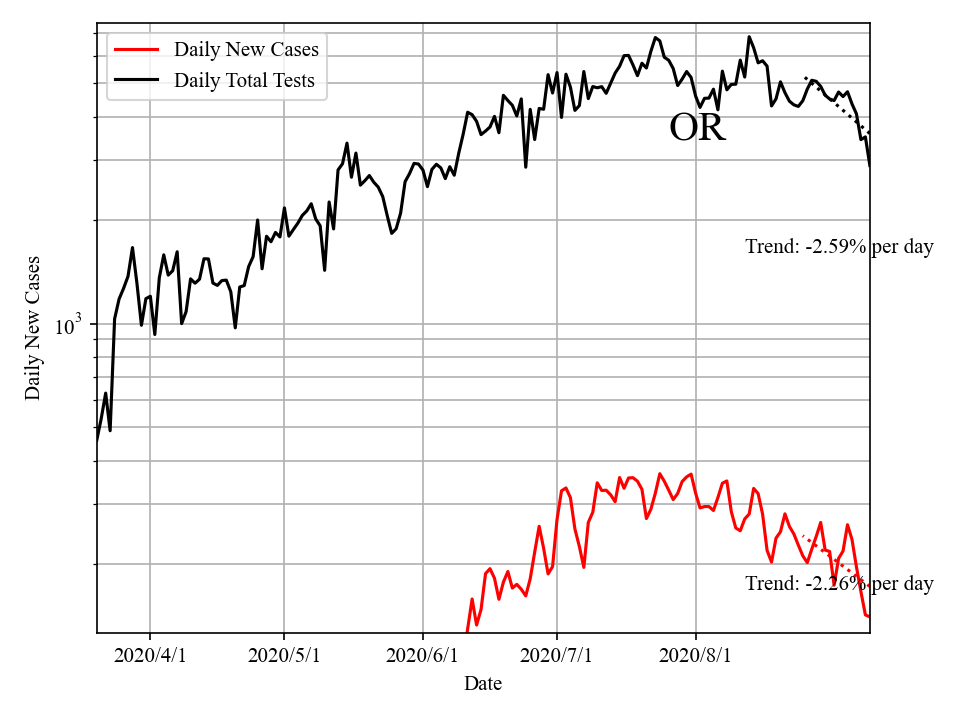 Daily New Cases
Daily Total Tests
OR
Trend: -2.59% per day
Daily New Cases
10³
Trend: -2.26% per day
2020/4/1 2020/5/1 2020/6/1 2020/7/1 2020/8/1
Date